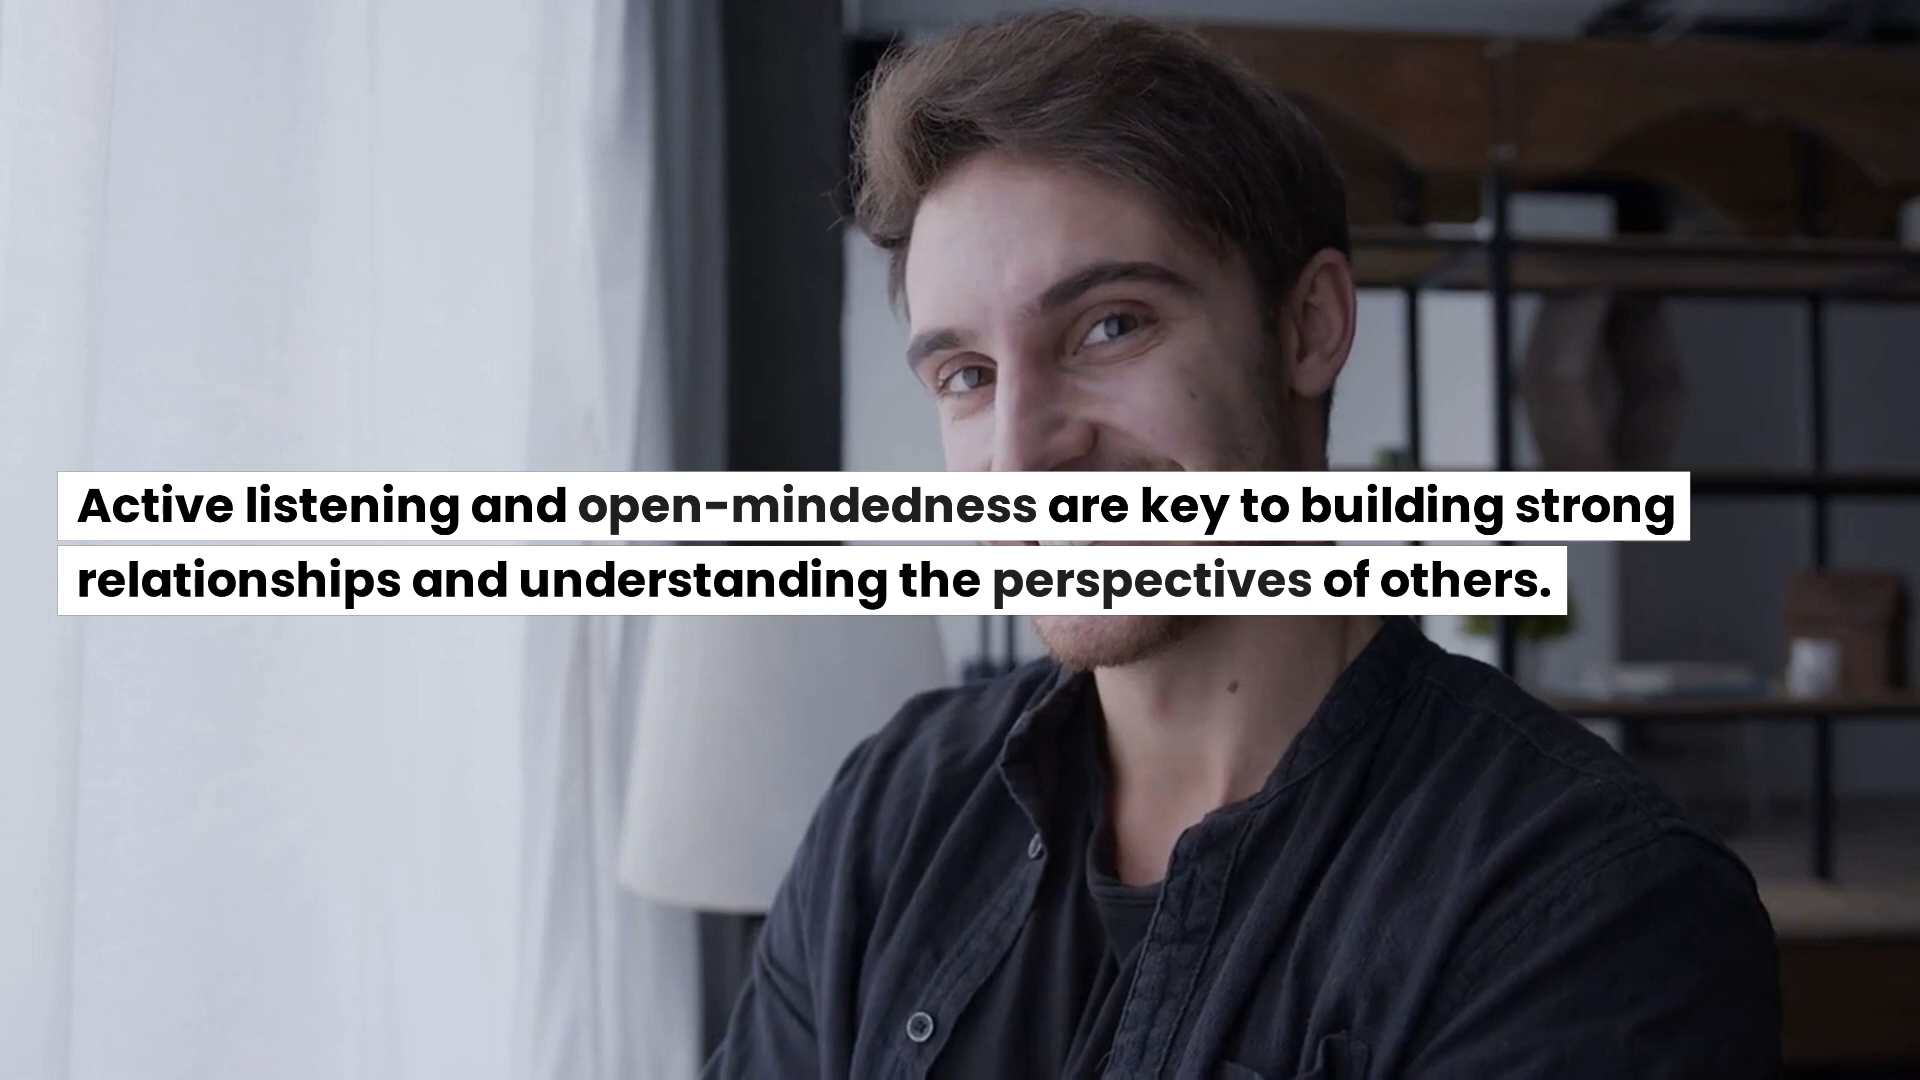 Active listening and open-mindedness are key to building strong
relationships and understanding the perspectives of others.